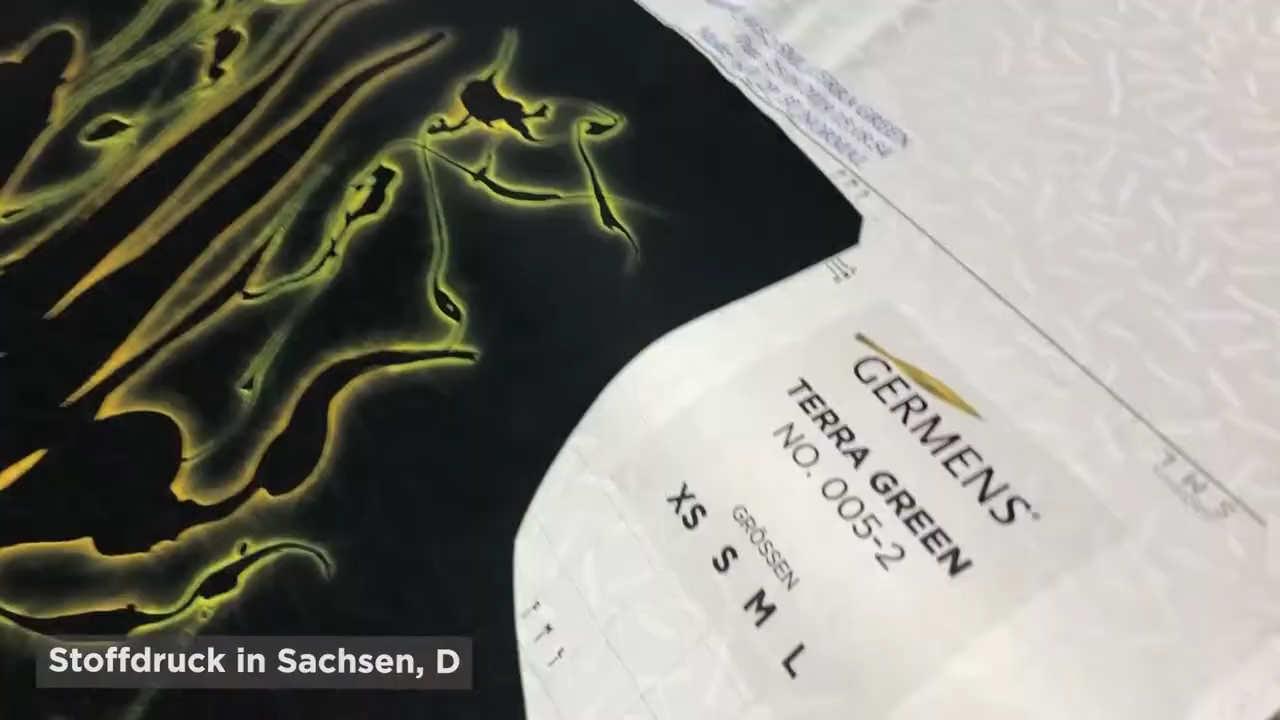 GERMENS®
TERRA GREEN
NO. 005-2
GRÖSSEN
XS S M L
Stoffdruck in Sachsen, D